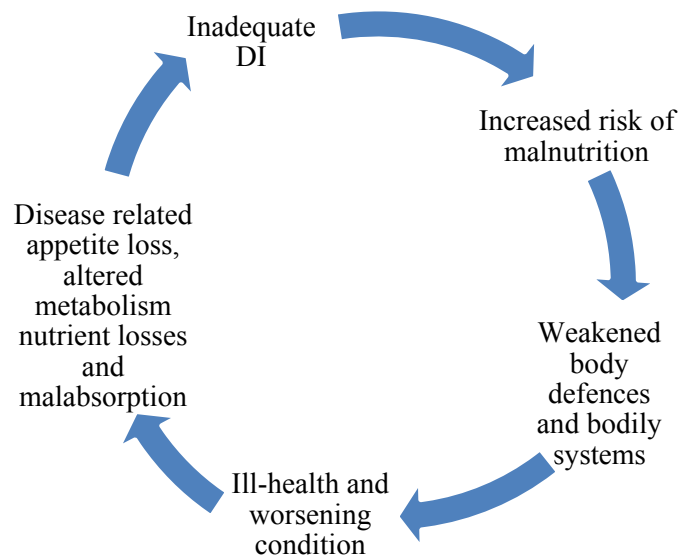 Inadequate
DI
Increased risk of
malnutrition
Weakened
body
defences
and bodily
systems
Ill-health and
worsening
condition
Disease related
appetite loss,
altered
metabolism
nutrient losses
and
malabsorption